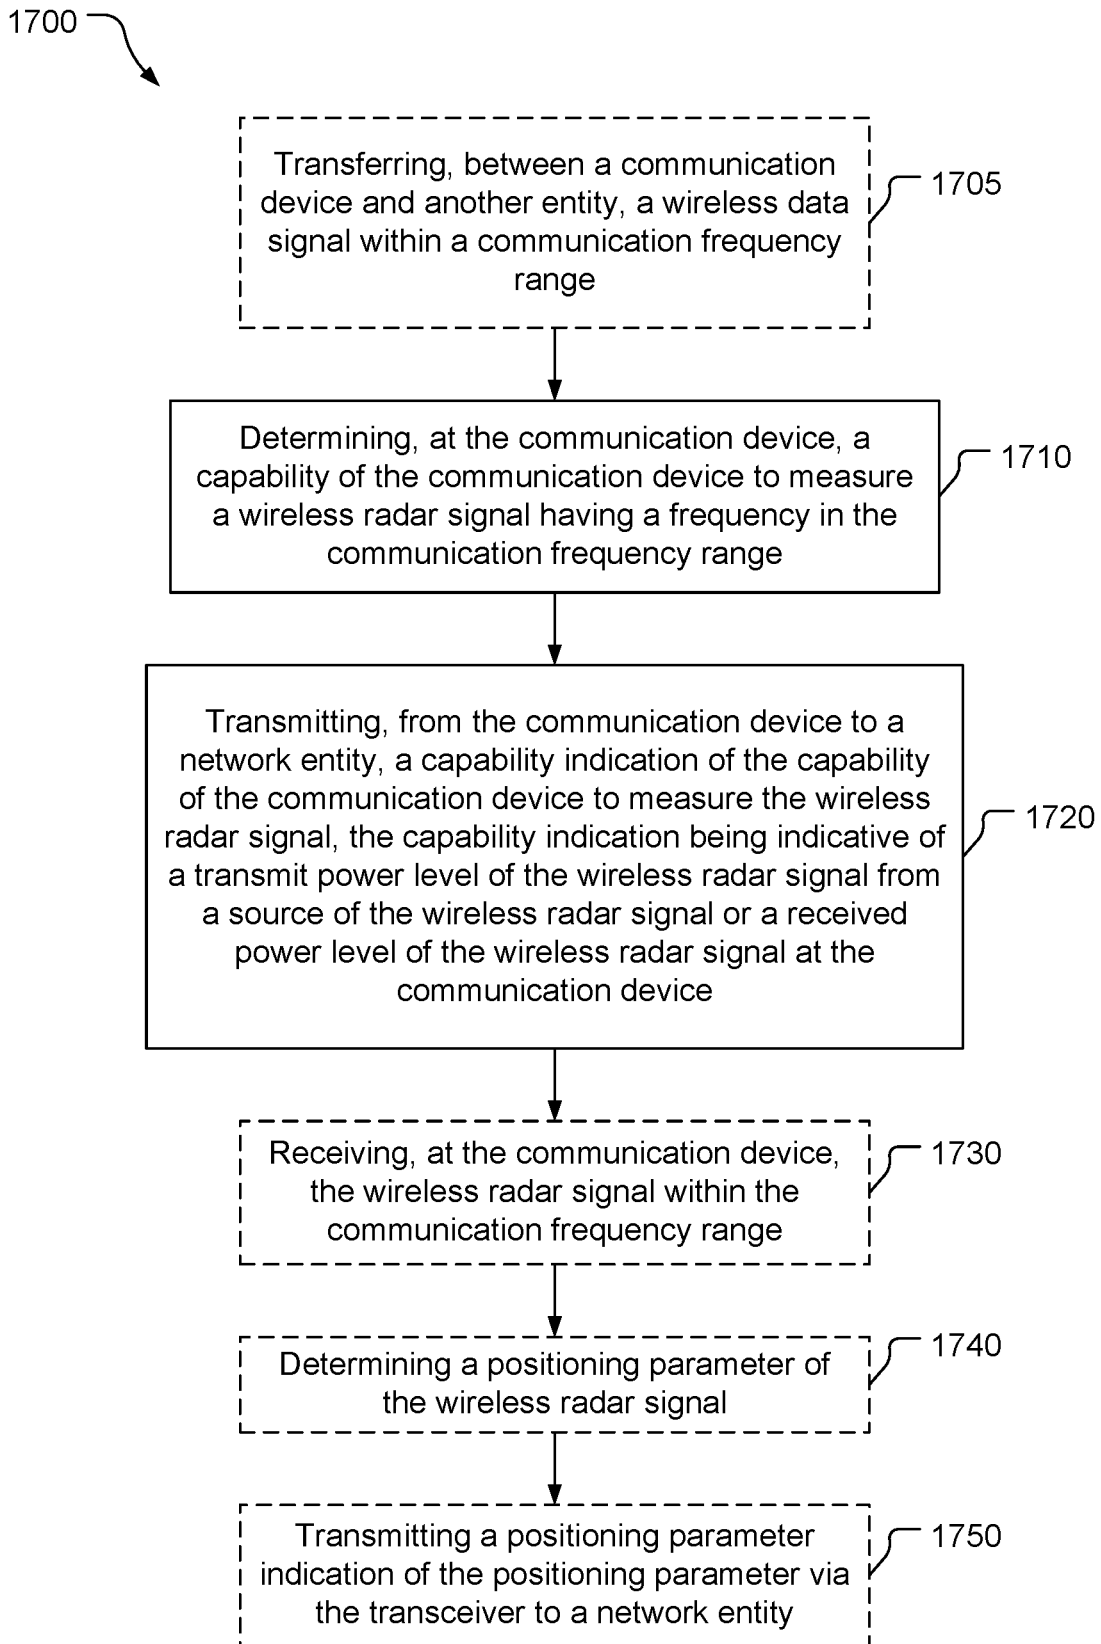 1700
Transferring, between a communication
device and another entity, a wireless data
signal within a communication frequency
range
1705
Determining, at the communication device, a
capability of the communication device to measure
a wireless radar signal having a frequency in the
communication frequency range
1710
Transmitting, from the communication device to a
network entity, a capability indication of the capability
of the communication device to measure the wireless
radar signal, the capability indication being indicative of
a transmit power level of the wireless radar signal from
a source of the wireless radar signal or a received
power level of the wireless radar signal at the
communication device
1720
Receiving, at the communication device,
the wireless radar signal within the
communication frequency range
1730
Determining a positioning parameter of
the wireless radar signal
1740
Transmitting a positioning parameter
indication of the positioning parameter via
the transceiver to a network entity
1750